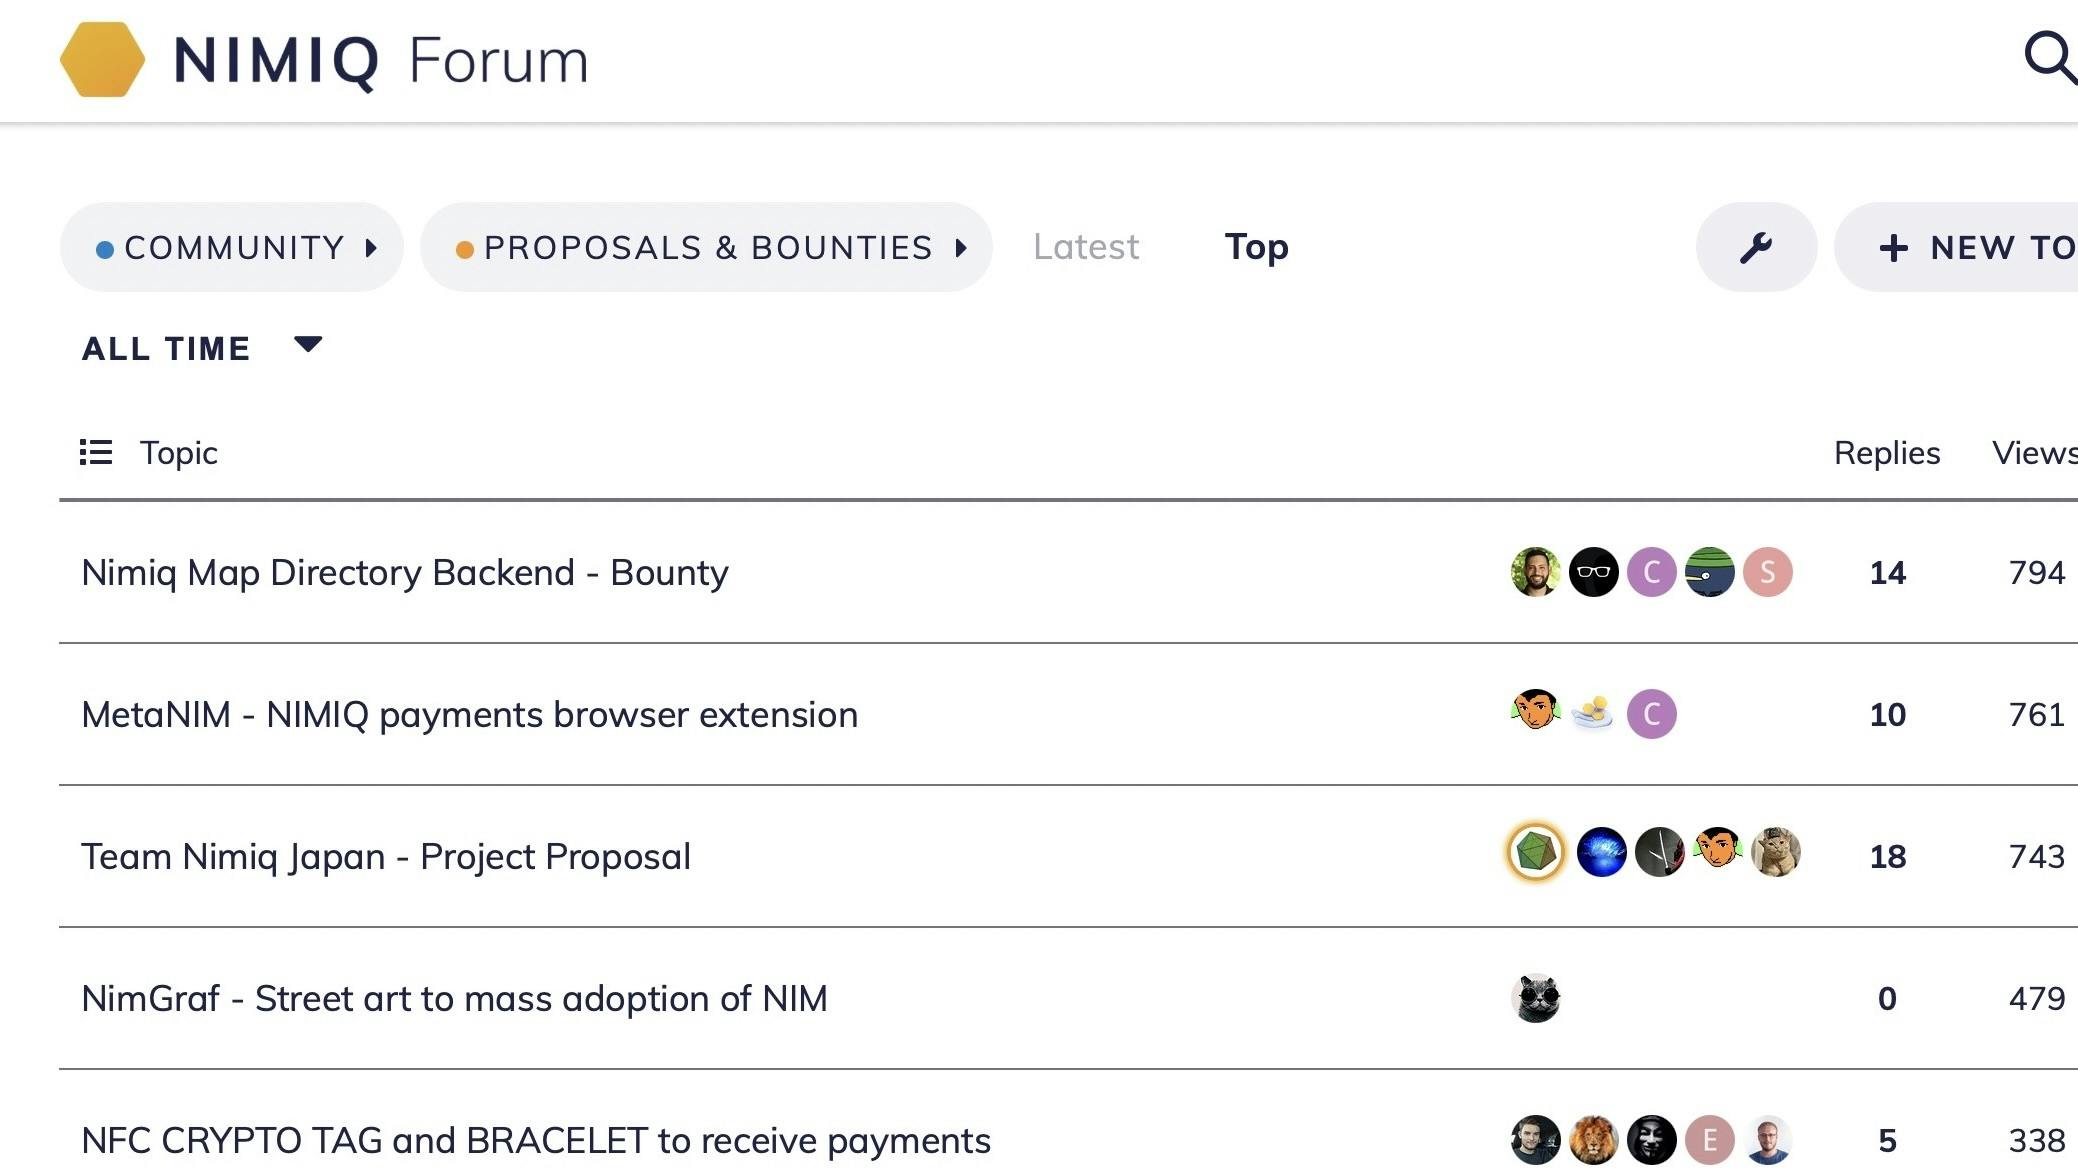 NIMIQ Forum
COMMUNITY PROPOSALS & BOUNTIES Latest Top + NEW TO
ALL TIME
Topic Replies Views
Nimiq Map Directory Backend - Bounty C S 14 794
MetaNIM - NIMIQ payments browser extension C 10 761
Team Nimiq Japan - Project Proposal 18 743
NimGraf - Street art to mass adoption of NIM 0 479
NFC CRYPTO TAG and BRACELET to receive payments E 5 338